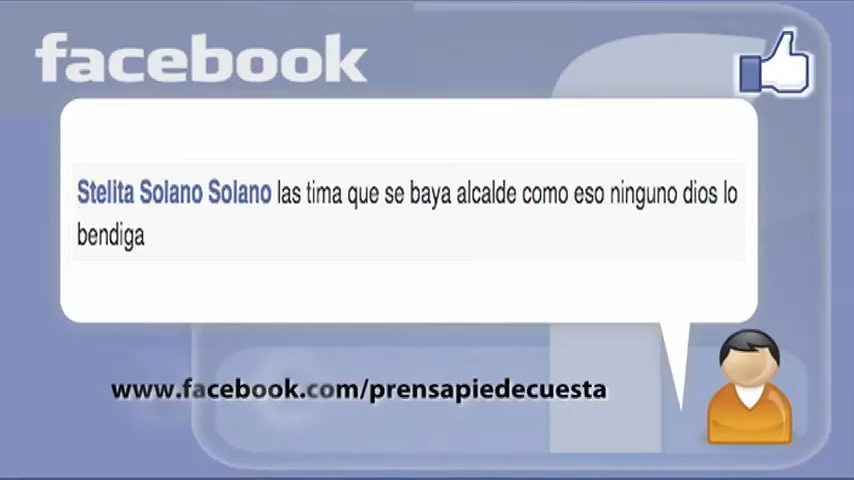 facebook
Stelita Solano Solano las tima que se baya alcalde como eso ninguno dios lo
bendiga
www.facebook.com/prensapiedecuesta